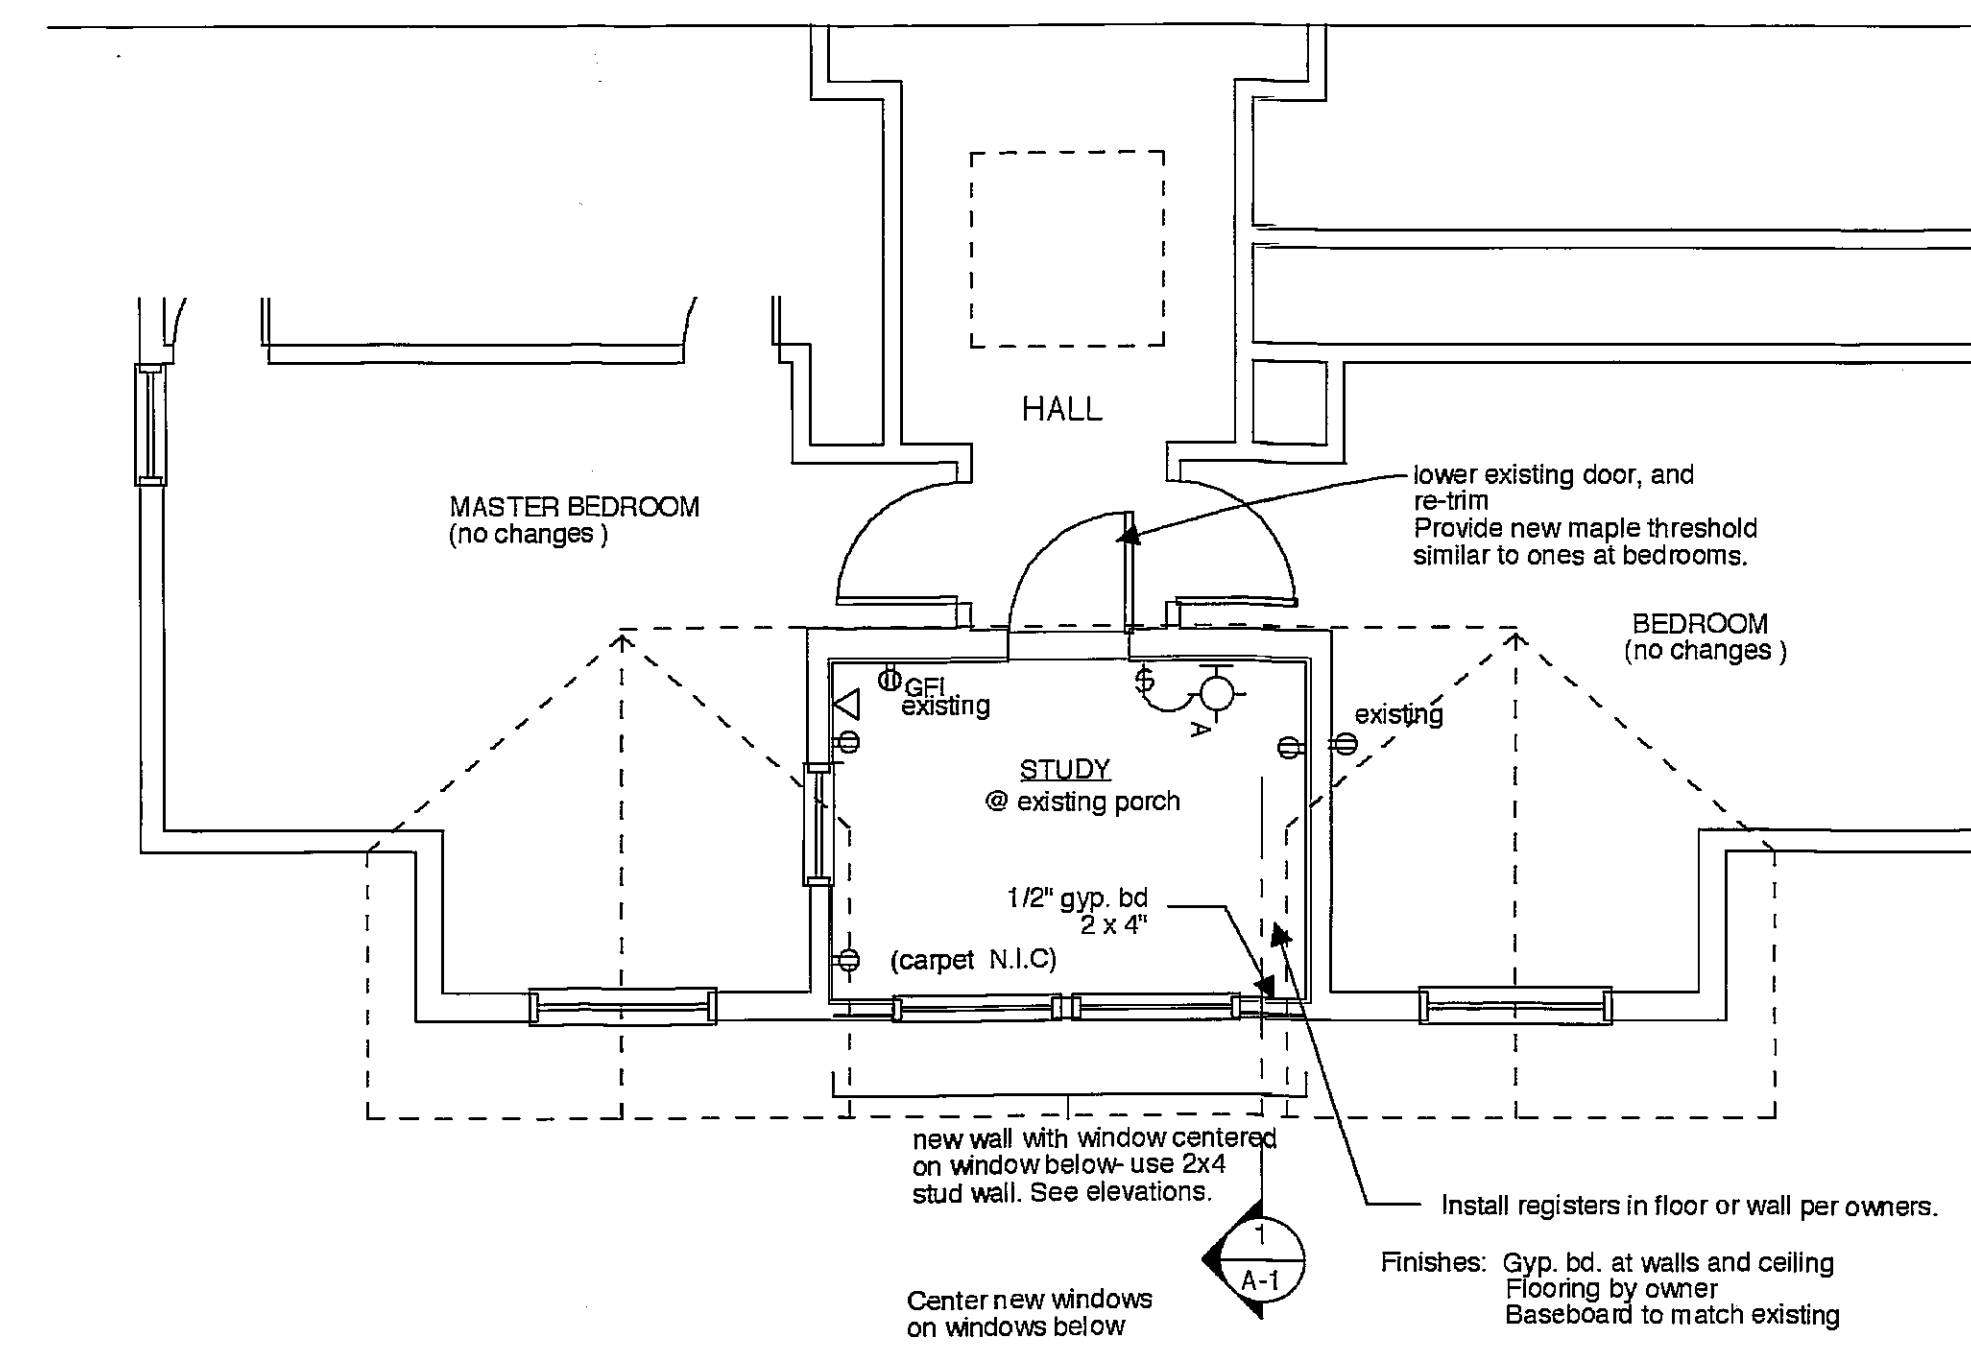 HALL
lower existing door, and
re-trim
Provide new maple threshold
similar to ones at bedrooms.
MASTER BEDROOM
(no changes )
BEDROOM
(no changes )
GFI
existing
S
A
existing
STUDY
@ existing porch
1/2" gyp. bd
2 x 4"
(carpet N.I.C)
new wall with window centered
on window below- use 2x4
stud wall. See elevations.
1
A-1
Install registers in floor or wall per owners.
Finishes: Gyp. bd. at walls and ceiling
Flooring by owner
Baseboard to match existing
Center new windows
on windows below